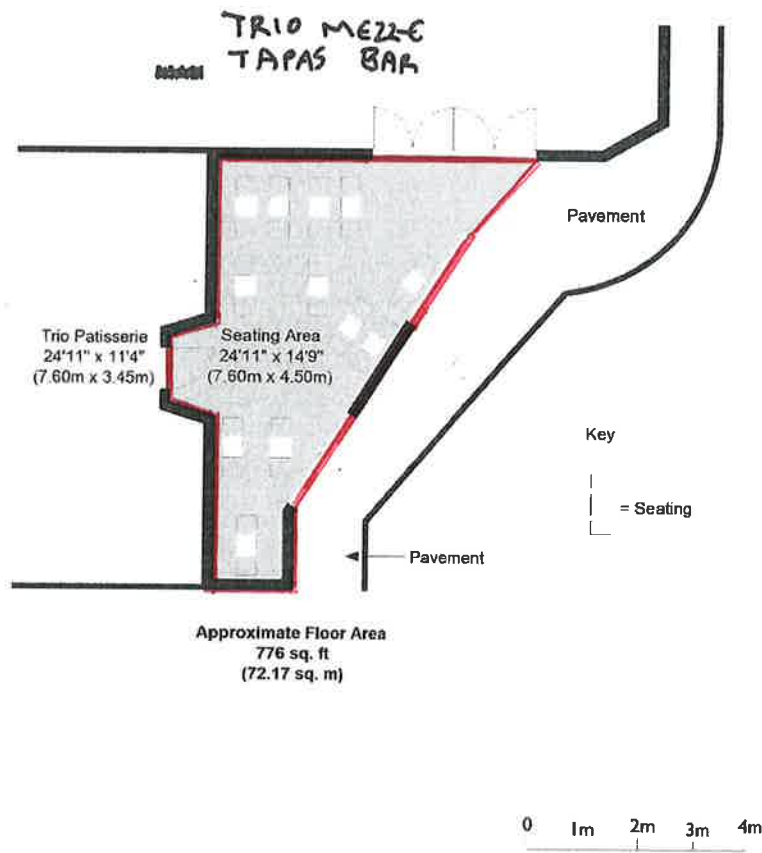 TRIO MEZZE
TAPAS BAR
Pavement
Trio Patisserie
24'11" x 11'4"
(7.60m x 3.45m)
Seating Area
24'11" x 14'9"
(7.60m x 4.50m)
Key
= Seating
Pavement
Approximate Floor Area
776 sq. ft
(72.17 sq. m)
0 1m 2m 3m 4m